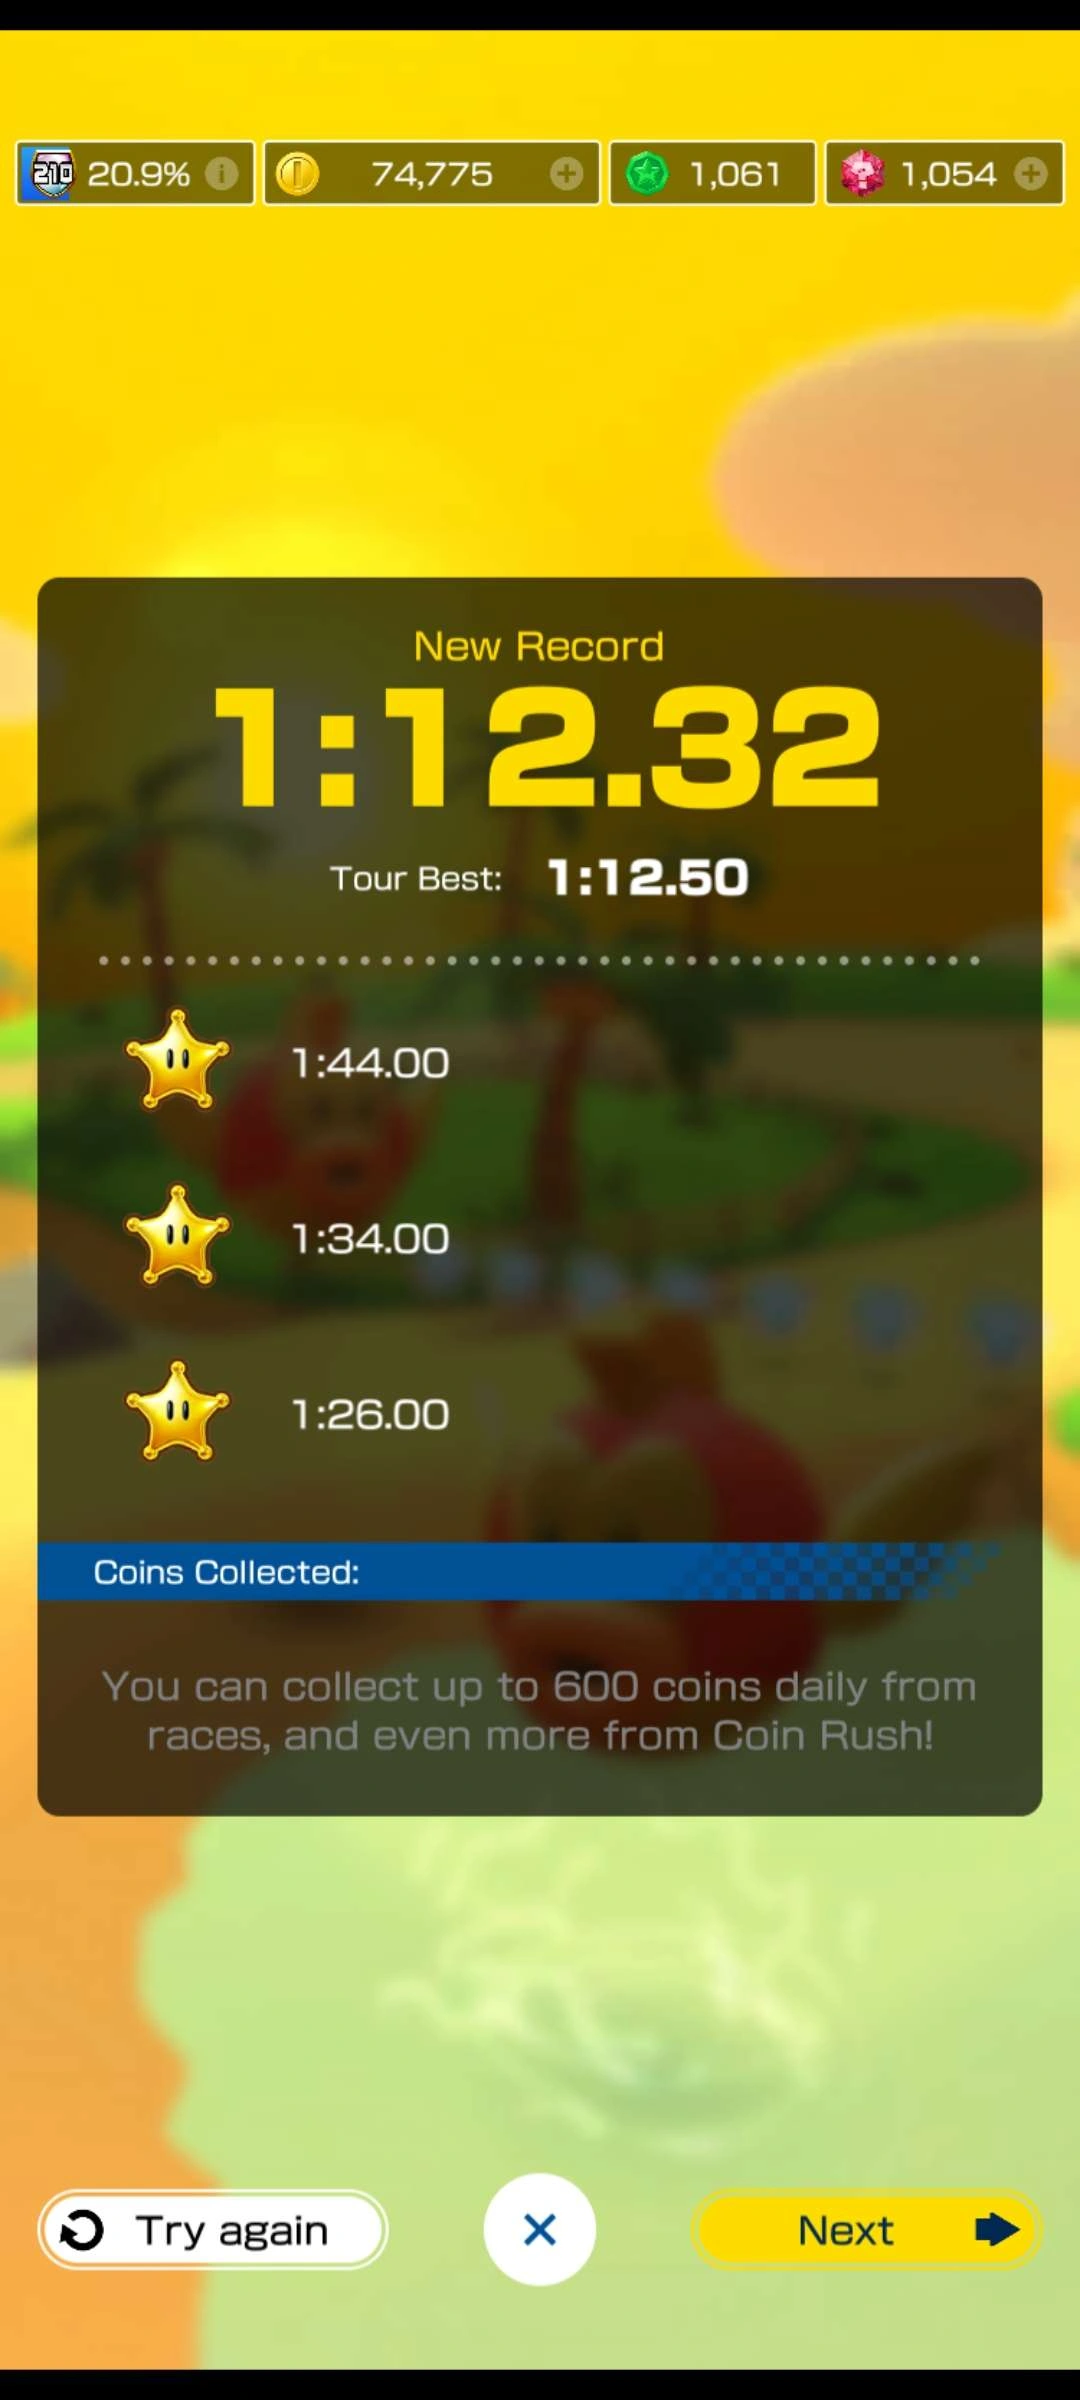 210 20.9% 74,775 1,061 1,054
New Record
1:12.32
Tour Best: 1:12.50
1:44.00
1:34.00
1:26.00
Coins Collected:
You can collect up to 600 coins daily from
races, and even more from Coin Rush!
Try again Next